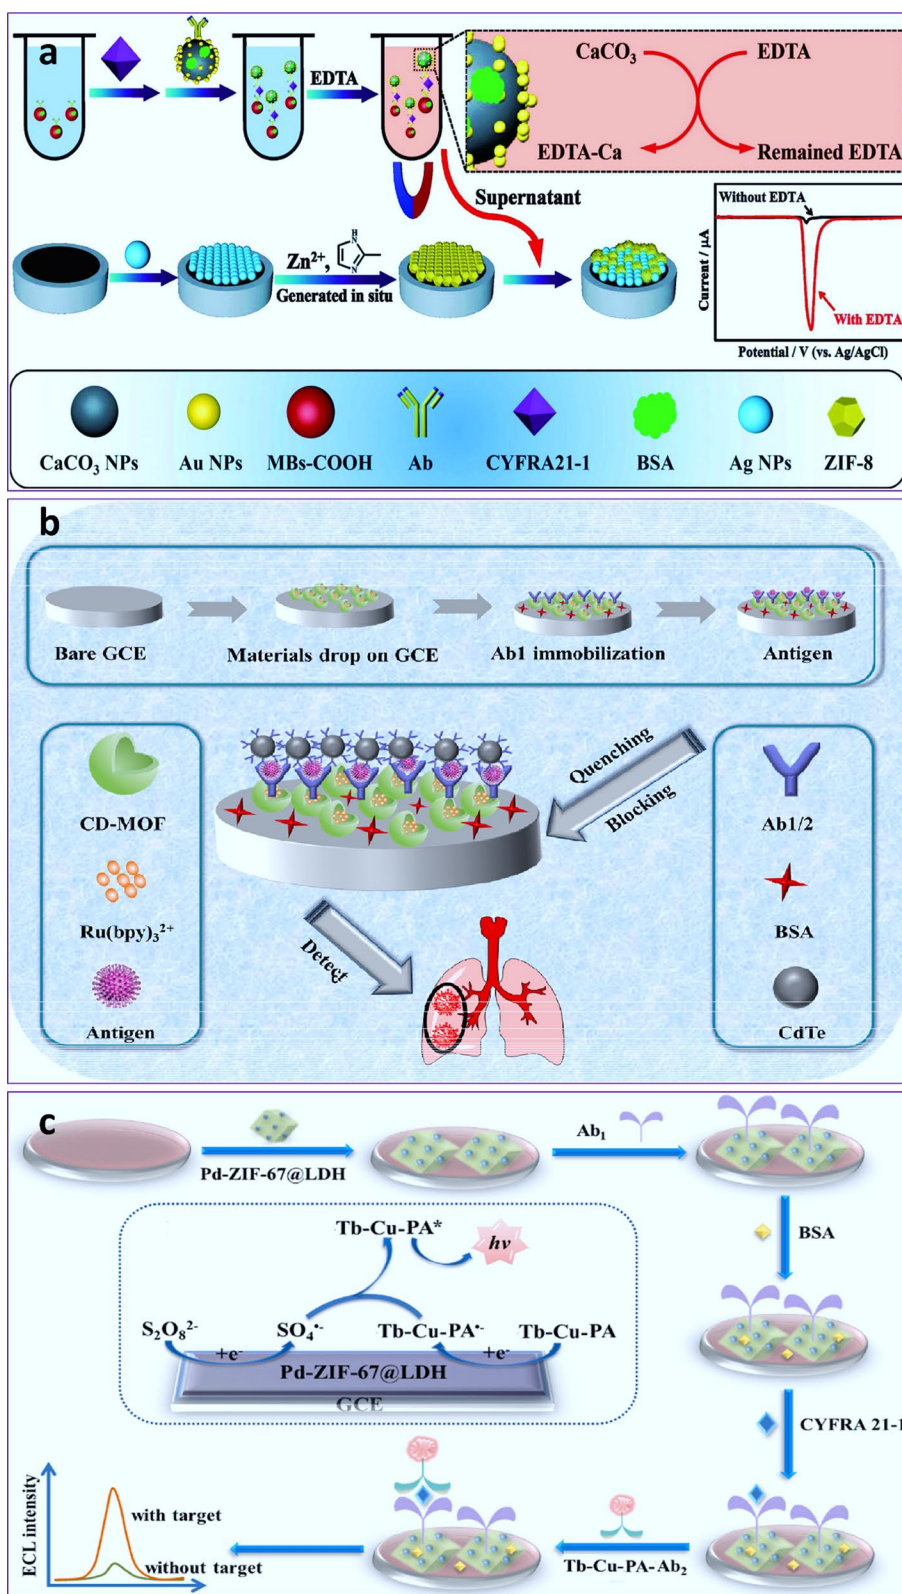 a
EDTA
CaCO₃
EDTA
EDTA-Ca
Remained EDTA
Supernatant
Zn²⁺,
H
N
N
Generated in situ
Without EDTA
Current / μA
With EDTA
Potential / V (vs. Ag/AgCl)
CaCO₃ NPs
Au NPs
MBs-COOH
Ab
CYFRA21-1
BSA
Ag NPs
ZIF-8
b
Bare GCE
Materials drop on GCE
Ab1 immobilization
Antigen
CD-MOF
Ru(bpy)₃²⁺
Antigen
Quenching
Blocking
Detect
Ab1/2
BSA
CdTe
c
Pd-ZIF-67@LDH
Ab₁
BSA
Tb-Cu-PA*
hv
S₂O₈²⁻
SO₄•⁻
Tb-Cu-PA•⁻
Tb-Cu-PA
+e⁻
+e⁻
Pd-ZIF-67@LDH
GCE
CYFRA 21-1
ECL intensity
with target
without target
Tb-Cu-PA-Ab₂